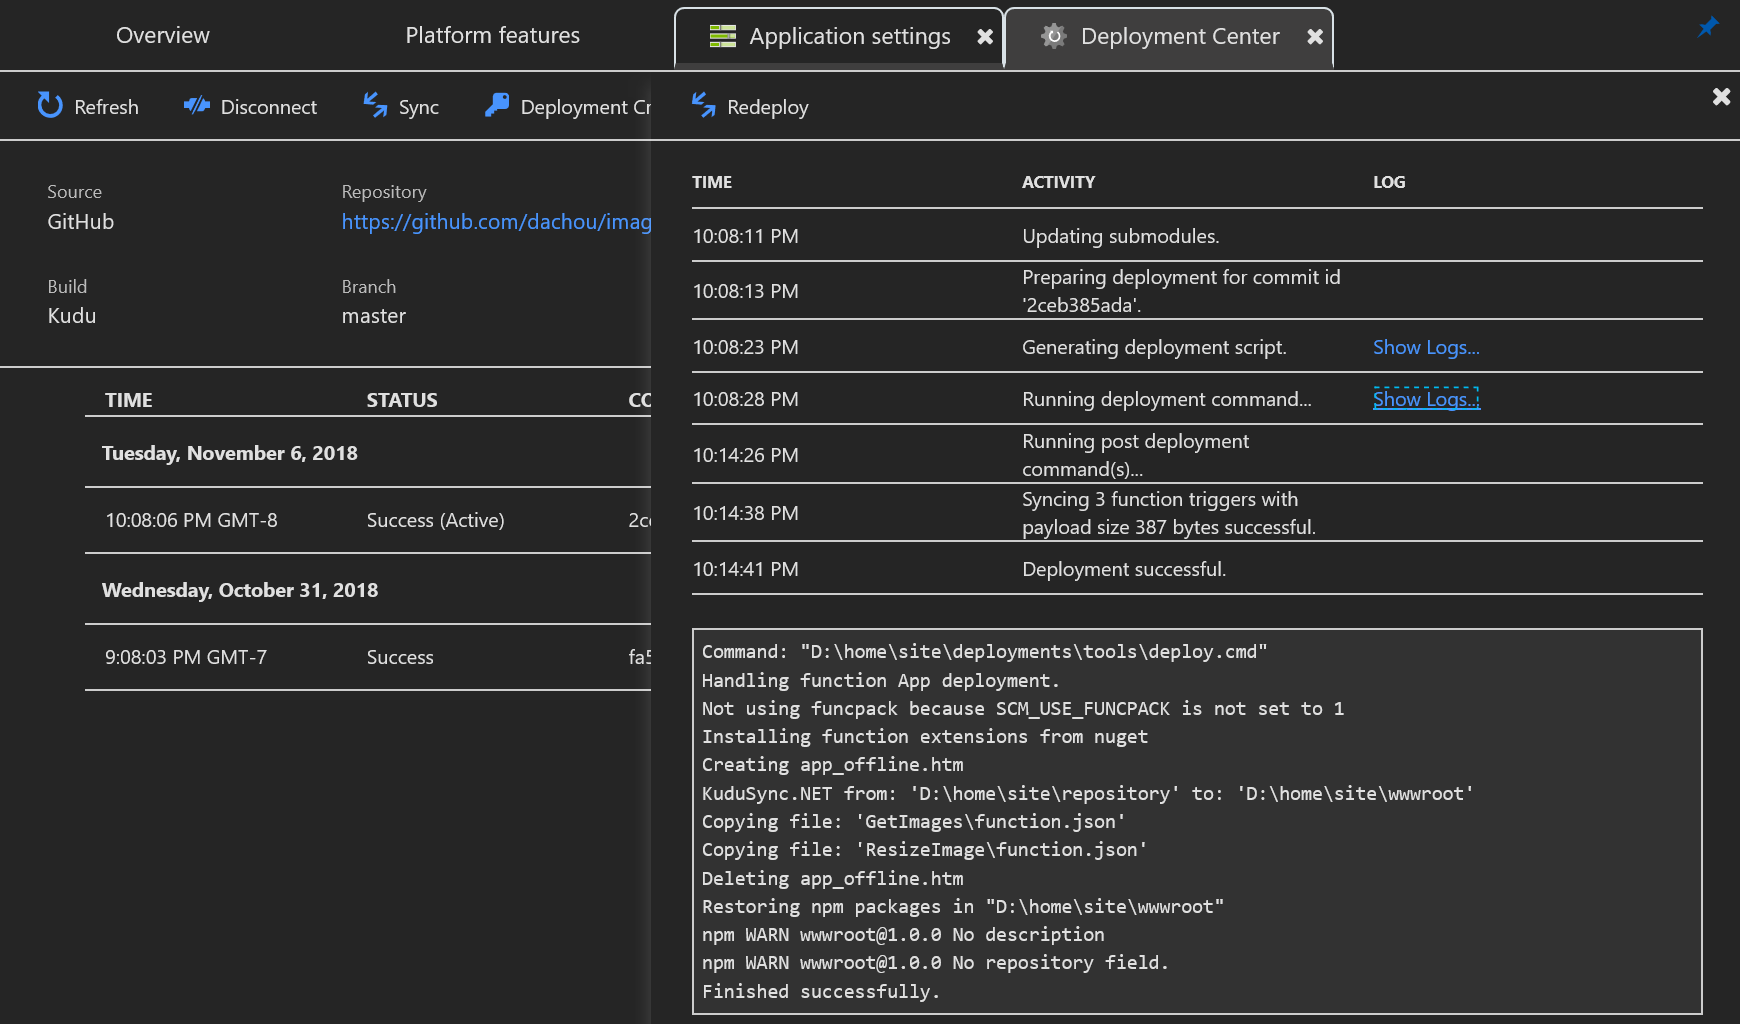 Overview
Platform features
Application settings
Deployment Center
Refresh
Disconnect
Sync
Deployment Cr
Redeploy
Source
GitHub
Repository
https://github.com/dachou/imag
Build
Kudu
Branch
master
TIME STATUS CO
Tuesday, November 6, 2018
10:08:06 PM GMT-8 Success (Active) 2ce
Wednesday, October 31, 2018
9:08:03 PM GMT-7 Success fa5
TIME ACTIVITY LOG
10:08:11 PM Updating submodules.
10:08:13 PM Preparing deployment for commit id
'2ceb385ada'.
10:08:23 PM Generating deployment script. Show Logs...
10:08:28 PM Running deployment command... Show Logs...
10:14:26 PM Running post deployment
command(s)...
10:14:38 PM Syncing 3 function triggers with
payload size 387 bytes successful.
10:14:41 PM Deployment successful.
Command: "D:\home\site\deployments\tools\deploy.cmd"
Handling function App deployment.
Not using funcpack because SCM_USE_FUNCPACK is not set to 1
Installing function extensions from nuget
Creating app_offline.htm
KuduSync.NET from: 'D:\home\site\repository' to: 'D:\home\site\wwwroot'
Copying file: 'GetImages\function.json'
Copying file: 'ResizeImage\function.json'
Deleting app_offline.htm
Restoring npm packages in "D:\home\site\wwwroot"
npm WARN wwwroot@1.0.0 No description
npm WARN wwwroot@1.0.0 No repository field.
Finished successfully.